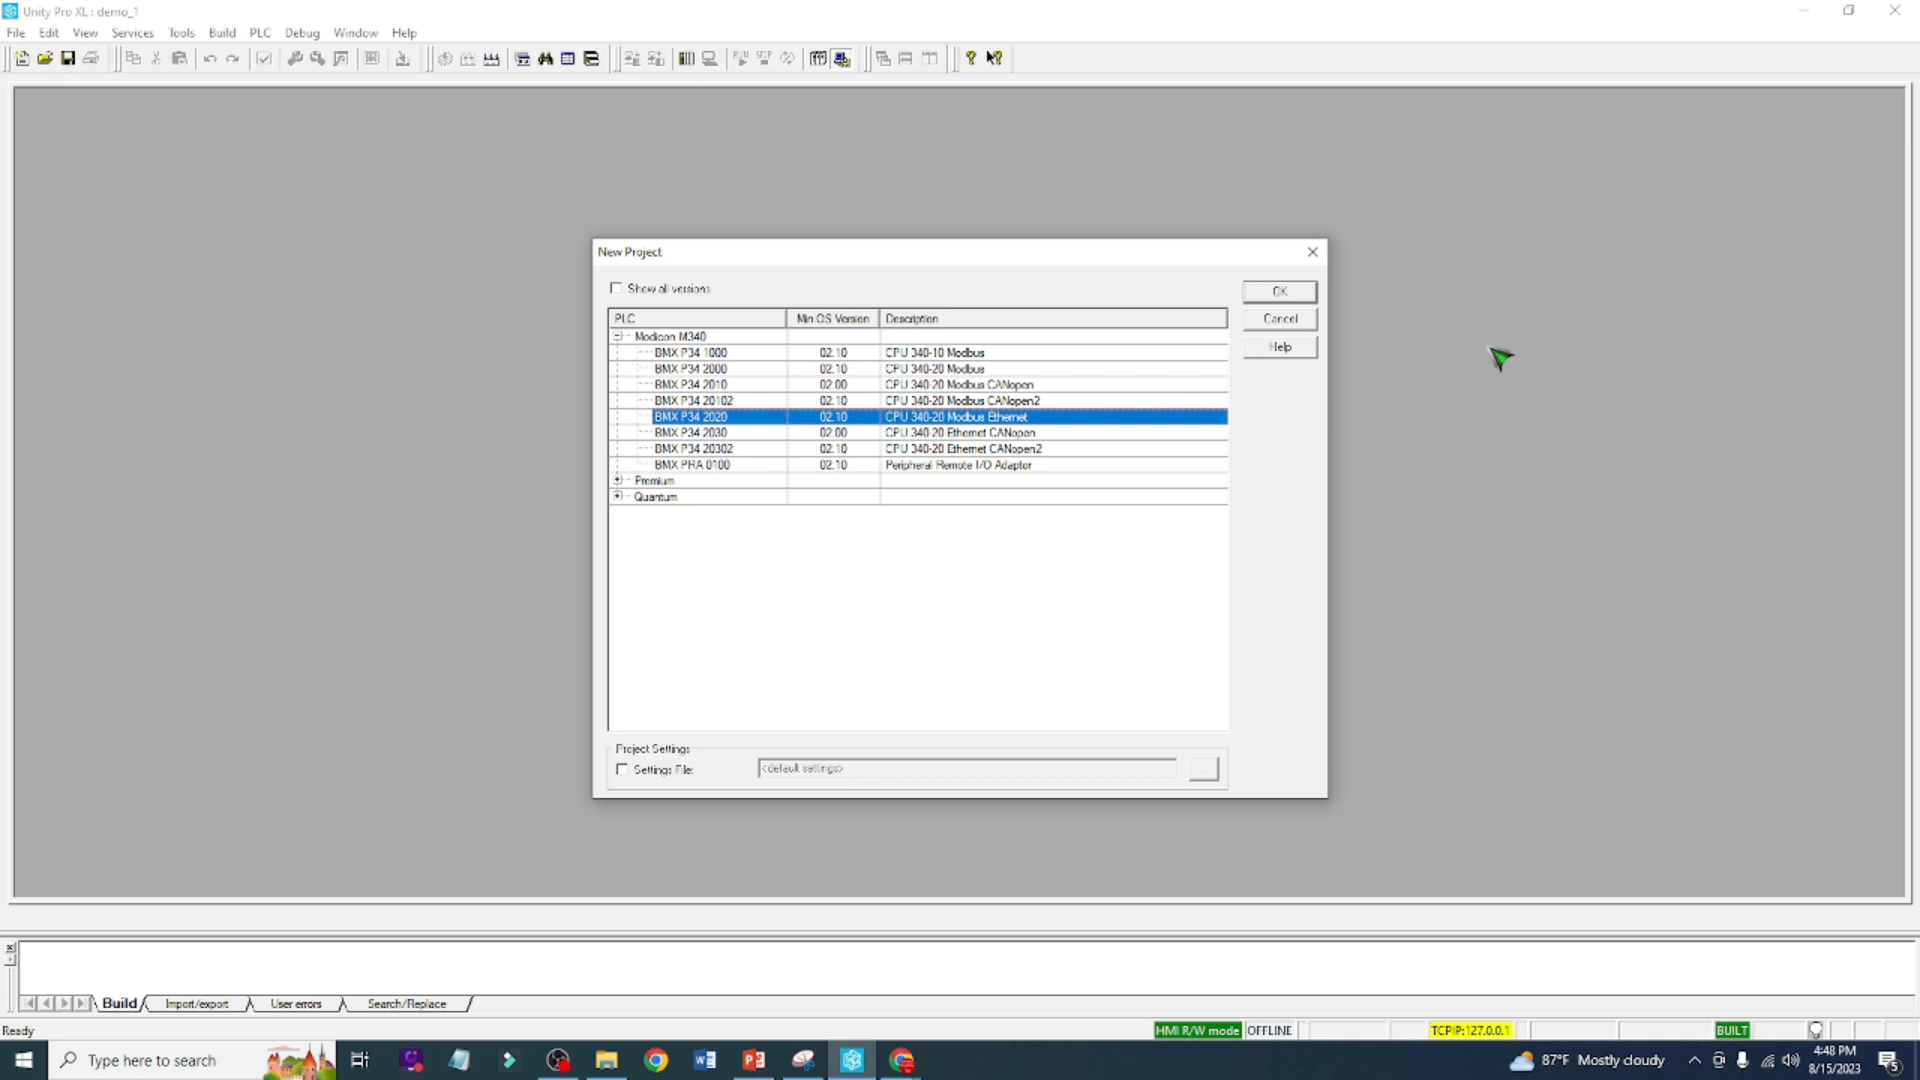 Unity Pro XL : demo_1
File Edit View Services Tools Build PLC Debug Window Help
New Project
Show all versions
OK
PLC Min.OS Version Description
Cancel
Modicon M340
Help
BMX P34 1000 02.10 CPU 340-10 Modbus
BMX P34 2000 02.10 CPU 340-20 Modbus
BMX P34 2010 02.00 CPU 340-20 Modbus CANopen
BMX P34 20102 02.10 CPU 340-20 Modbus CANopen2
BMX P34 2020 02.10 CPU 340-20 Modbus Ethernet
BMX P34 2030 02.00 CPU 340-20 Ethernet CANopen
BMX P34 20302 02.10 CPU 340-20 Ethernet CANopen2
BMX PRA 0100 02.10 Peripheral Remote I/O Adaptor
Premium
Quantum
Project Settings
Settings File: <default settings>
Build Import/export User errors Search/Replace
Ready HMI R/W mode OFFLINE TCPIP:127.0.0.1 BUILT
Type here to search 87°F Mostly cloudy 4:48 PM
8/15/2023 5